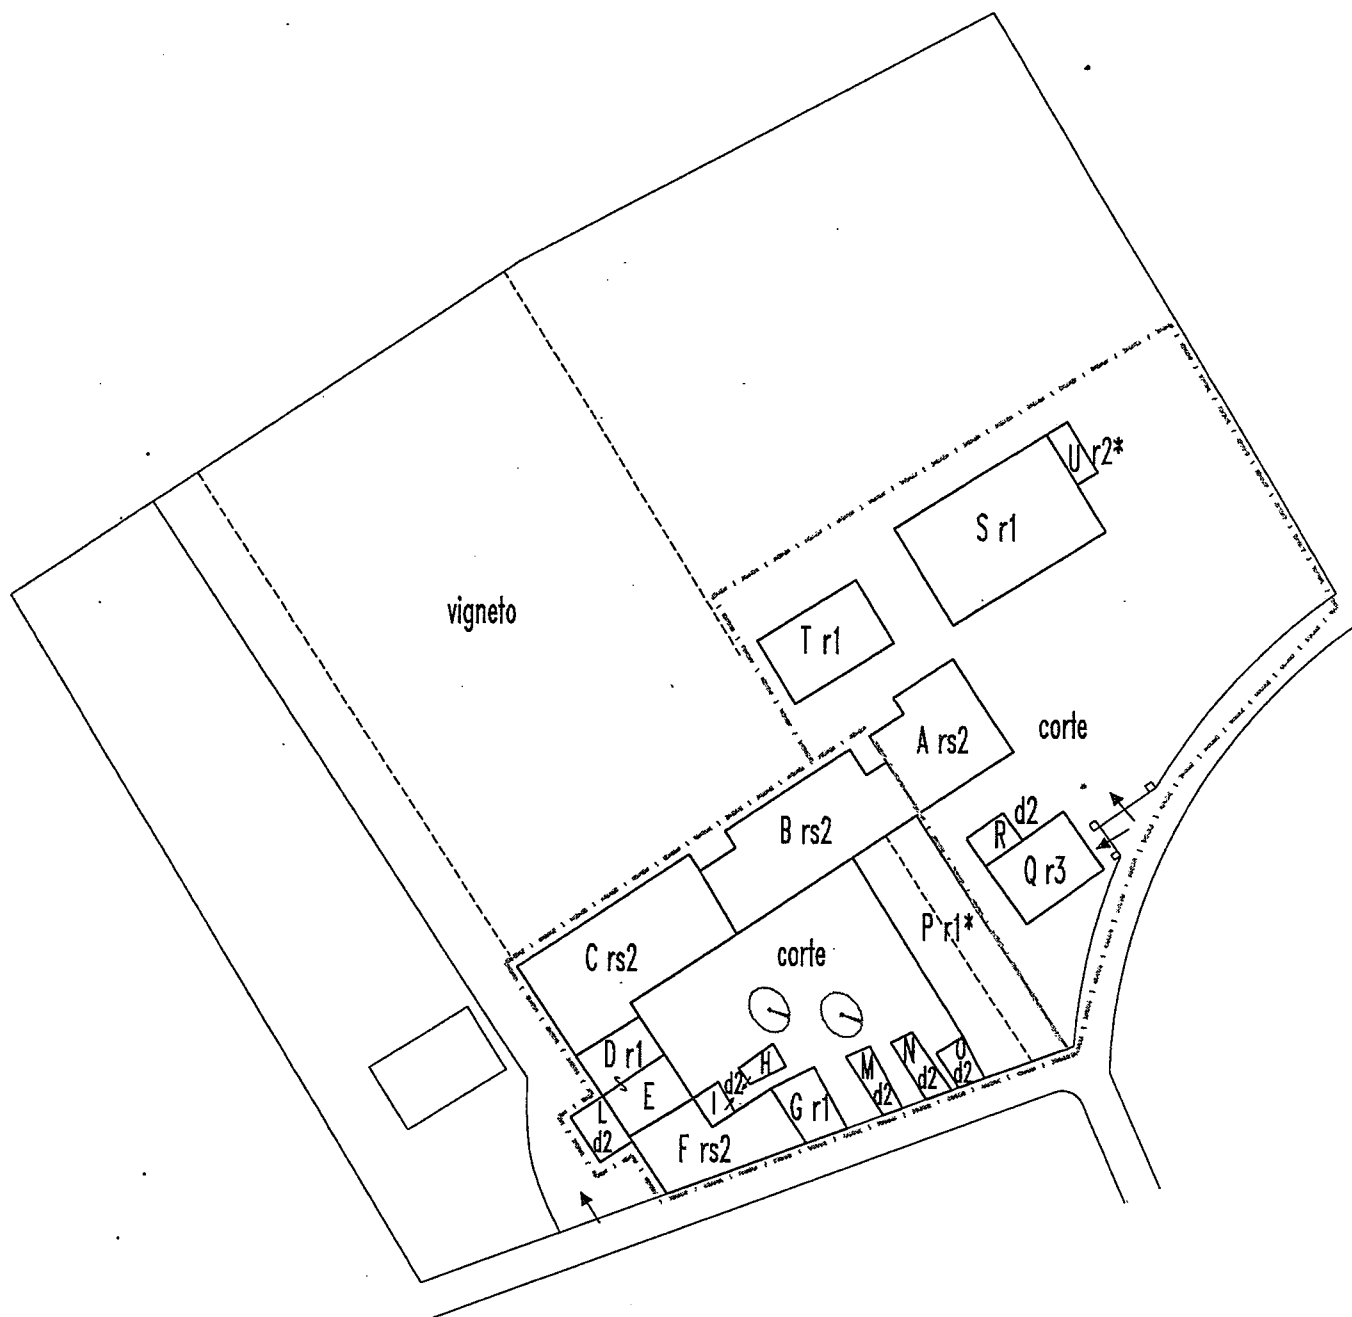 U r2*
S r1
vigneto
T r1
corte
A rs2
B rs2
d2
R
Q r3
P r1*
C rs2
corte
D r1
H
d2
M
d2
N
d2
O
d2
E
I
G r1
L
d2
F rs2